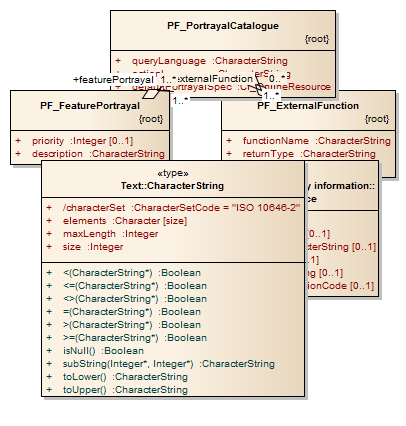 PF_PortrayalCatalogue
{root}
+ queryLanguage :CharacterString
+featurePortrayal 1..* externalFunction 0..*
1..* 1..*
PF_FeaturePortrayal
{root}
+ priority :Integer [0..1]
+ description :CharacterString
PF_ExternalFunction
{root}
+ functionName :CharacterString
+ returnType :CharacterString
«type»
Text::CharacterString
+ /characterSet :CharacterSetCode = "ISO 10646-2"
+ elements :Character [size]
+ maxLength :Integer
+ size :Integer
+ <(CharacterString*) :Boolean
+ <=(CharacterString*) :Boolean
+ <>(CharacterString*) :Boolean
+ =(CharacterString*) :Boolean
+ >(CharacterString*) :Boolean
+ >=(CharacterString*) :Boolean
+ isNull() :Boolean
+ subString(Integer*, Integer*) :CharacterString
+ toLower() :CharacterString
+ toUpper() :CharacterString
information::
[0..1]
[0..1]
[0..1]
[0..1]
[0..1]